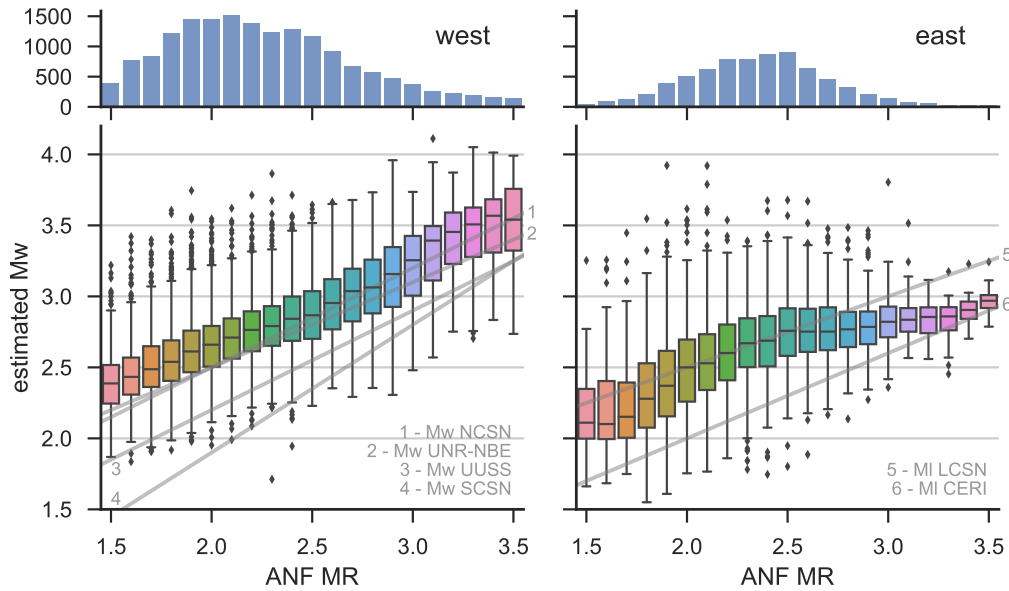 1500
1000
500
0
west
east
estimated Mw
4.0
3.5
3.0
2.5
2.0
1.5
1
2
3
4
1 - Mw NCSN
2 - Mw UNR-NBE
3 - Mw UUSS
4 - Mw SCSN
5
6
5 - Ml LCSN
6 - Ml CERI
1.5 2.0 2.5 3.0 3.5
1.5 2.0 2.5 3.0 3.5
ANF MR
ANF MR